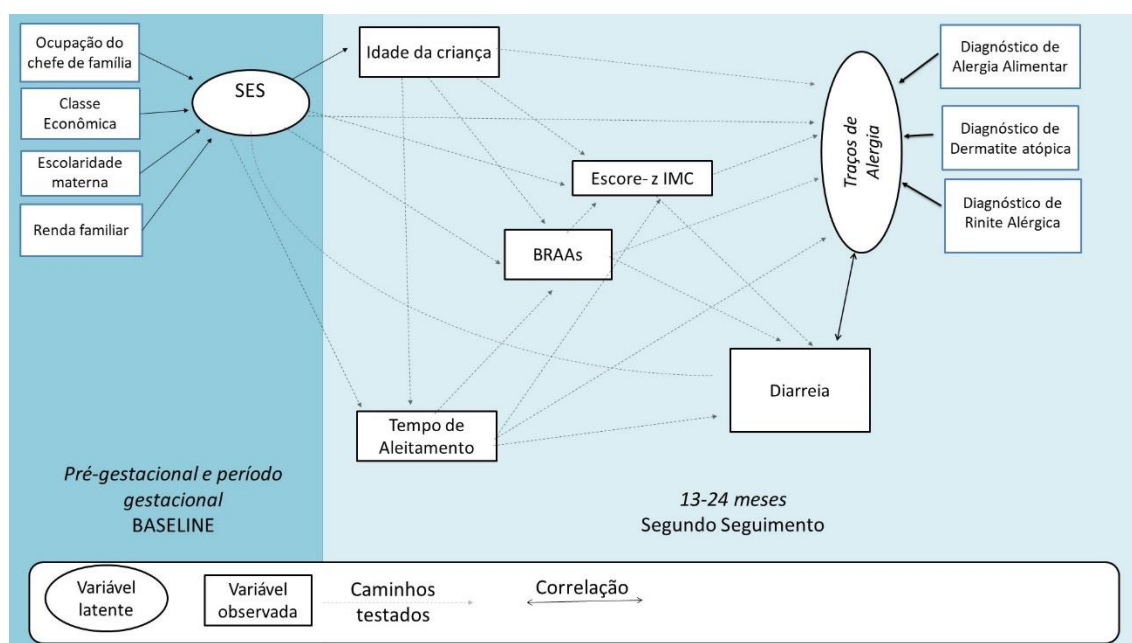 Ocupação do
chefe de família
Classe
Econômica
Escolaridade
materna
Renda familiar
SES
Idade da criança
Escore- z IMC
BRAAs
Tempo de
Aleitamento
Diarreia
Traços de
Alergia
Diagnóstico de
Alergia Alimentar
Diagnóstico de
Dermatite atópica
Diagnóstico de
Rinite Alérgica
Pré-gestacional e período
gestacional
BASELINE
13-24 meses
Segundo Seguimento
Variável
latente
Variável
observada
Caminhos
testados
Correlação